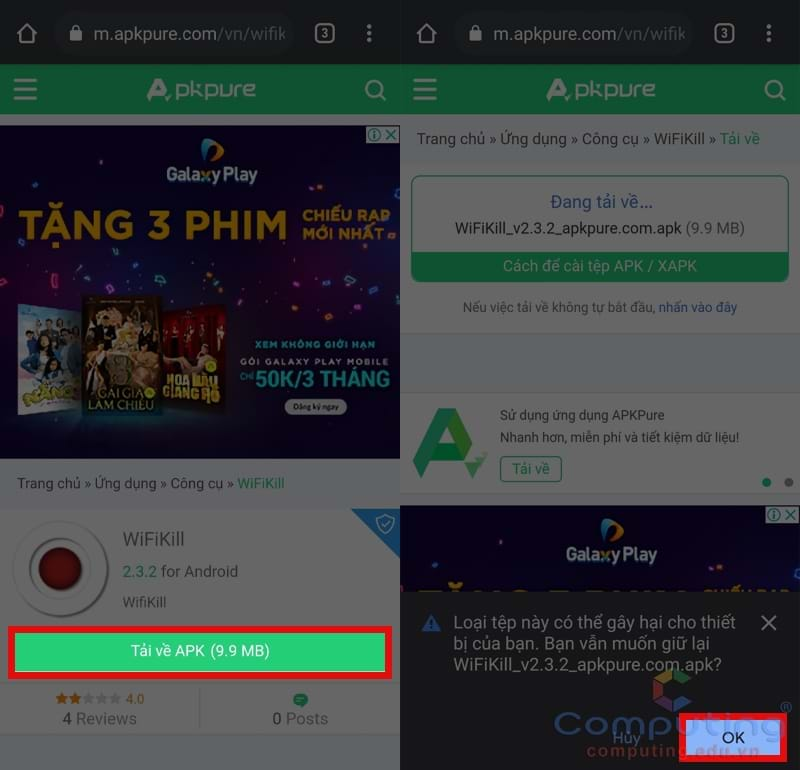 m.apkpure.com/vn/wifik
3
Apkpure
Galaxy Play
TẶNG 3 PHIM
CHIẾU RẠP
MỚI NHẤT
XEM KHÔNG GIỚI HẠN
GÓI GALAXY PLAY MOBILE
CHỈ 50K/3 THÁNG
GÁI GIÀ
LẮM CHIÊU
HOA HẬU
GIANG HỒ
Đăng ký ngay
Trang chủ » Ứng dụng » Công cụ » WiFiKill
WiFiKill
2.3.2 for Android
WifiKill
Tải về APK (9.9 MB)
4.0
4 Reviews
0 Posts
m.apkpure.com/vn/wifik
3
Apkpure
Trang chủ » Ứng dụng » Công cụ » WiFiKill » Tải về
Đang tải về...
WiFiKill_v2.3.2_apkpure.com.apk (9.9 MB)
Cách để cài tệp APK / XAPK
Nếu việc tải về không tự bắt đầu, nhấn vào đây
Sử dụng ứng dụng APKPure
Nhanh hơn, miễn phí và tiết kiệm dữ liệu!
Tải về
Galaxy Play
Loại tệp này có thể gây hại cho thiết
bị của bạn. Bạn vẫn muốn giữ lại
WiFiKill_v2.3.2_apkpure.com.apk?
Computing®
Hủy
OK
computing.edu.vn